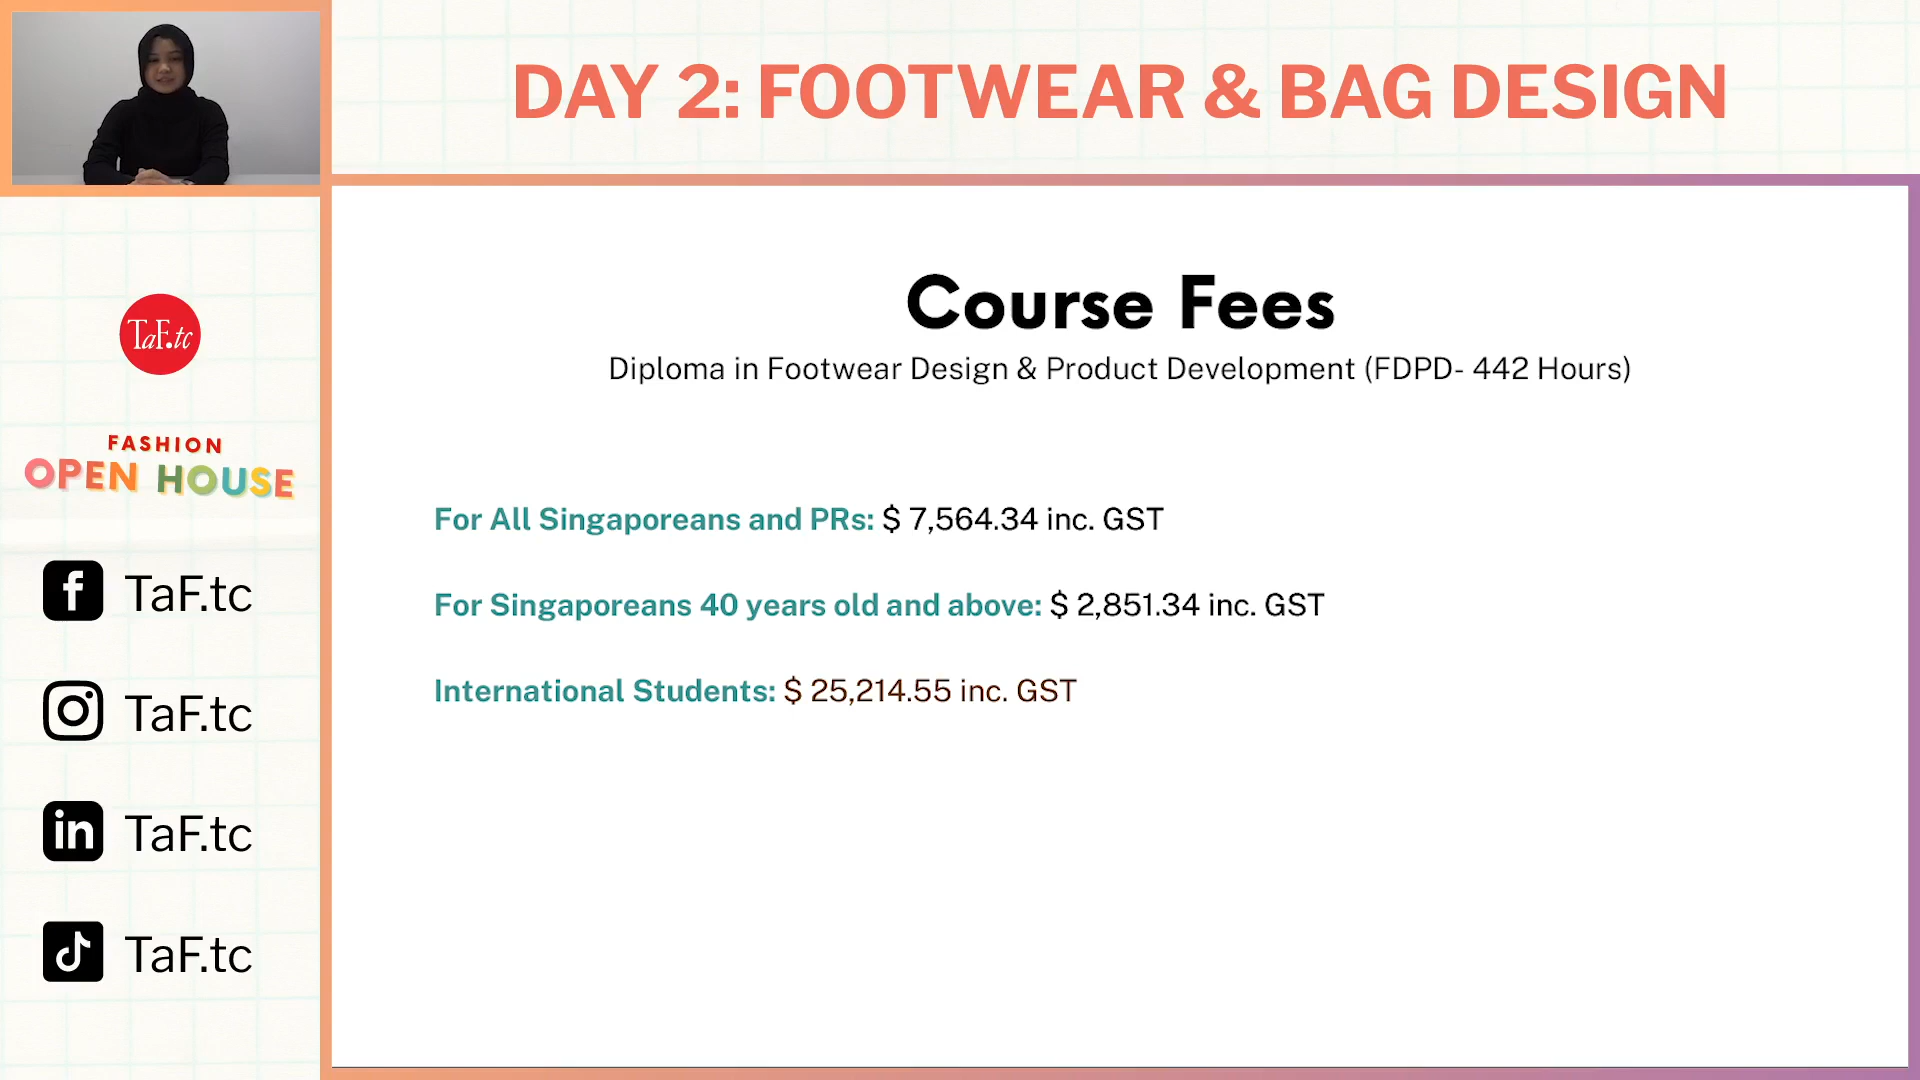 DAY 2: FOOTWEAR & BAG DESIGN
TaF.tc
FASHION
OPEN HOUSE
TaF.tc
TaF.tc
TaF.tc
TaF.tc
Course Fees
Diploma in Footwear Design & Product Development (FDPD- 442 Hours)
For All Singaporeans and PRs: $ 7,564.34 inc. GST
For Singaporeans 40 years old and above: $ 2,851.34 inc. GST
International Students: $ 25,214.55 inc. GST